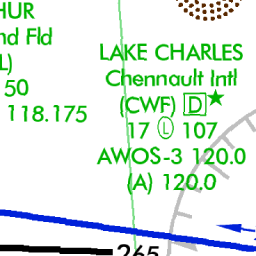 HUR
nd Fld
L)
50
118.175
LAKE CHARLES
Chennault Intl
(CWF) D★
17 Ⓛ 107
AWOS-3 120.0
(A) 120.0
265